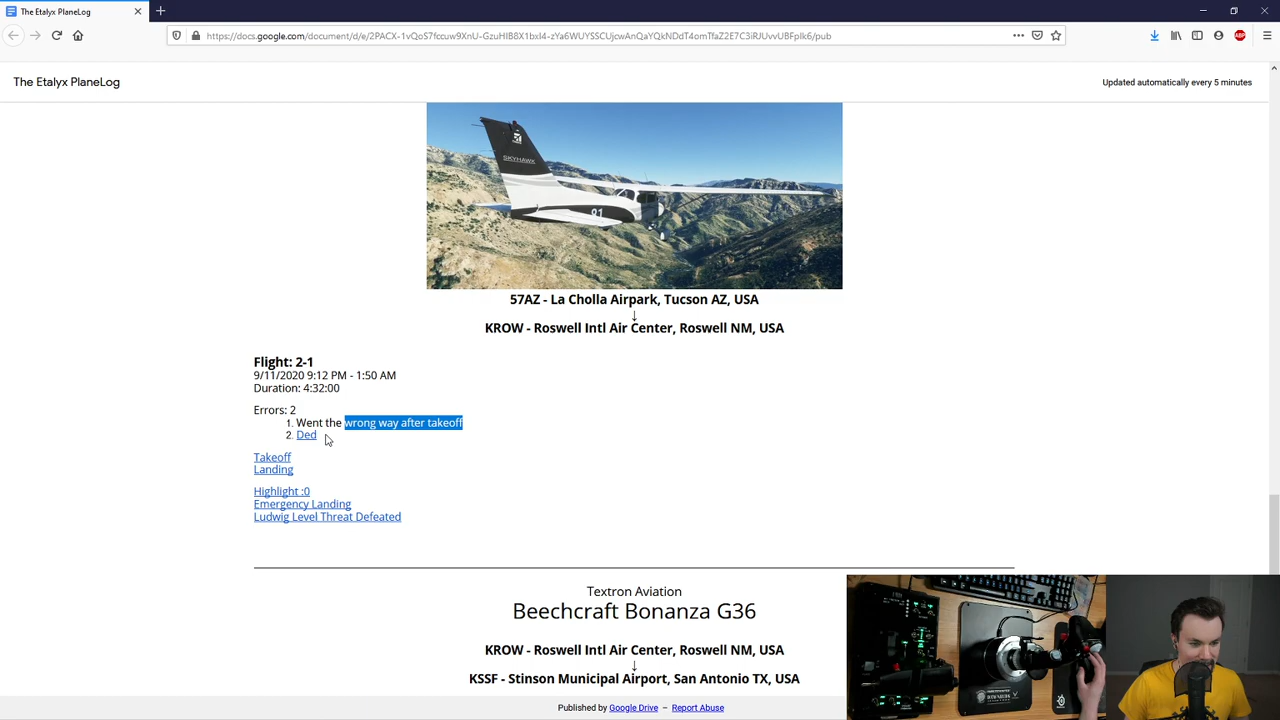 The Etalyx PlaneLog
https://docs.google.com/document/d/e/2PACX-1vQoS7fccuw9XnU-GzuHIB8X1bxI4-zYa6WUYSSCUjcwAnQaYQkNDdT4omTfaZ2E7C3iRJUvvUBFpIk6/pub
ABP
The Etalyx PlaneLog
Updated automatically every 5 minutes
SKYHAWK
91
57AZ - La Cholla Airpark, Tucson AZ, USA
↓
KROW - Roswell Intl Air Center, Roswell NM, USA
Flight: 2-1
9/11/2020 9:12 PM - 1:50 AM
Duration: 4:32:00
Errors: 2
1. Went the wrong way after takeoff
2. Ded
Takeoff
Landing
Highlight :0
Emergency Landing
Ludwig Level Threat Defeated
Textron Aviation
Beechcraft Bonanza G36
KROW - Roswell Intl Air Center, Roswell NM, USA
↓
KSSF - Stinson Municipal Airport, San Antonio TX, USA
Published by Google Drive – Report Abuse